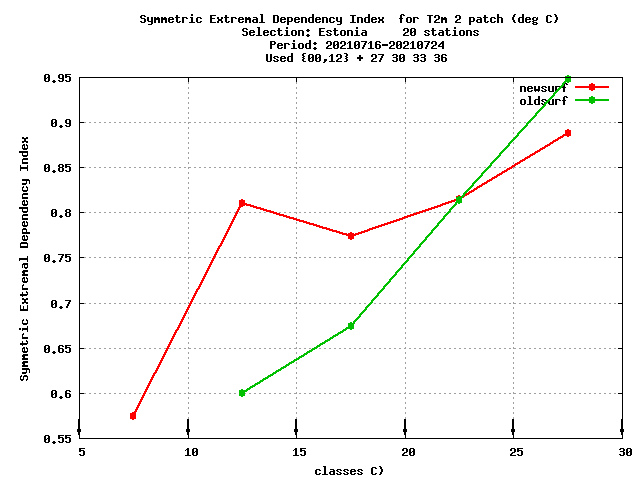 Symmetric Extremal Dependency Index  for T2m 2 patch (deg C)
Selection: Estonia     20 stations
Period: 20210716-20210724
Used {00,12} + 27 30 33 36
newsurf
oldsurf
Symmetric Extremal Dependency Index
0.95
0.9
0.85
0.8
0.75
0.7
0.65
0.6
0.55
5 10 15 20 25 30
classes C)